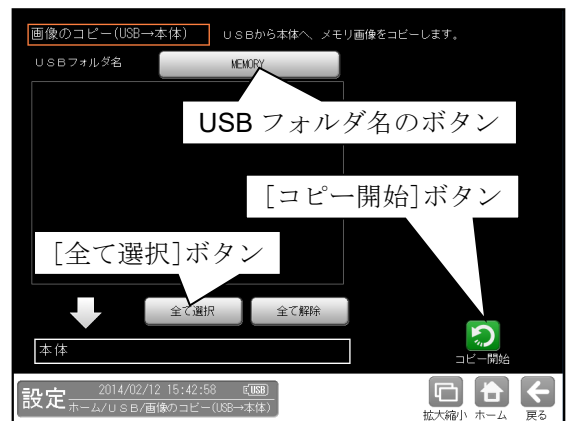 画像のコピー(USB→本体)
USBから本体へ、メモリ画像をコピーします。
USBフォルダ名
MEMORY
USB フォルダ名のボタン
[コピー開始]ボタン
[全て選択]ボタン
全て選択
全て解除
本体
コピー開始
設定
2014/02/12 15:42:58
USB
ホーム/USB/画像のコピー(USB→本体)
拡大縮小
ホーム
戻る